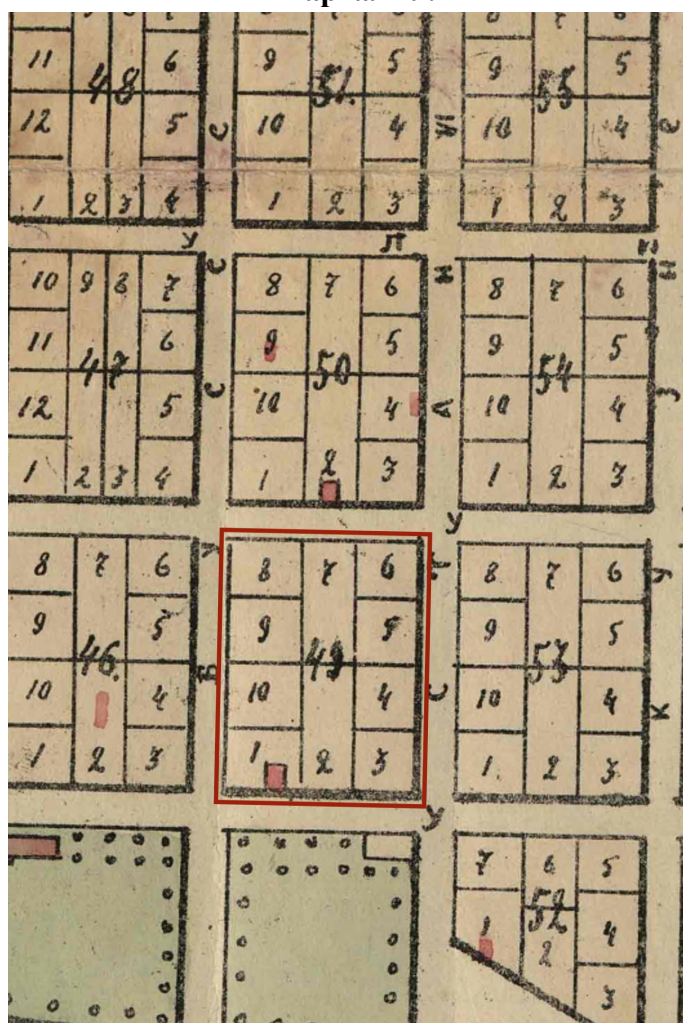 11 6 9 5 9 5
48 51. 55
12 5 С 10 4 Н 10 4 С
1 2 3 4 1 2 3 1 2 3
У Л
10 9 8 7 С 8 7 6 Н 8 7 6 Н
11 6 9 5 9 5
47 50 54
12 5 С 10 4 А 10 4 З
1 2 3 4 1 2 3 1 2 3
У
8 7 6 У 8 7 6 Т 8 7 6 У
9 5 9 5 9 5
46. 49 53
10 4 Б 10 4 С 10 4 К
1 2 3 1 2 3 1 2 3
У
7 6 5
52
1 2 4
3